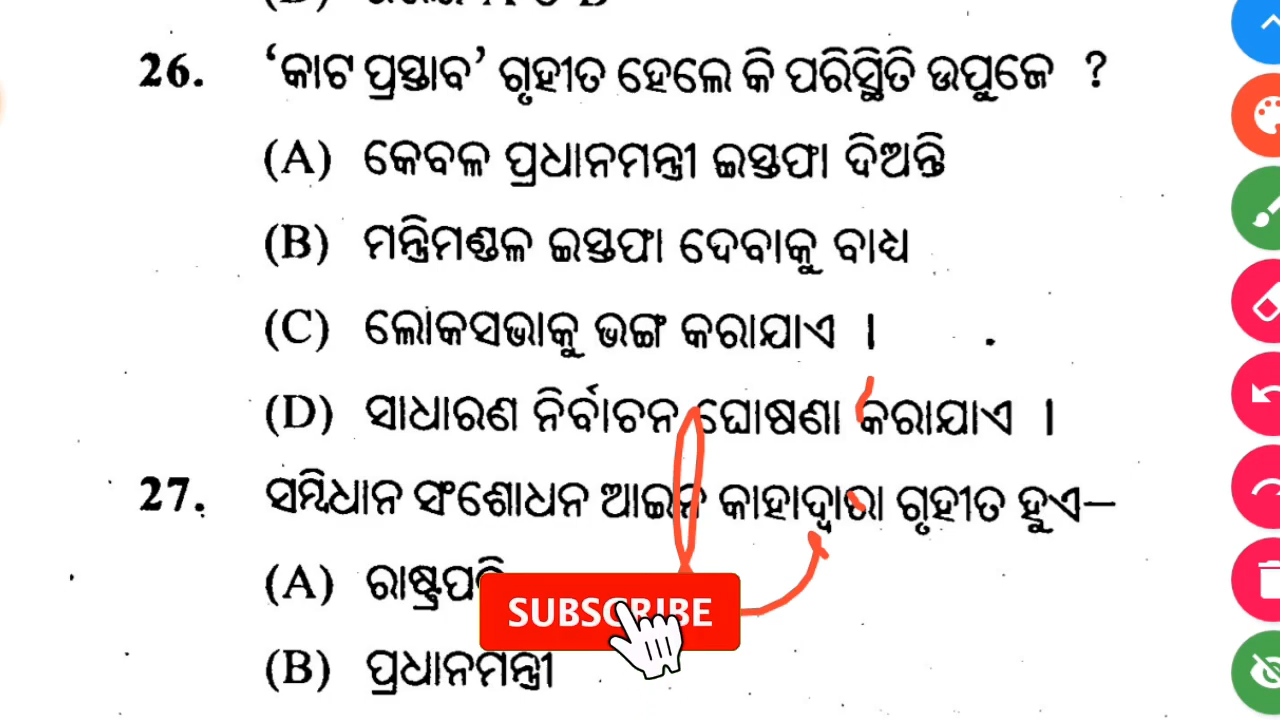 26. ‘କାଟ ପ୍ରସ୍ତାବ’ ଗୃହୀତ ହେଲେ କି ପରିସ୍ଥିତି ଉପୁଜେ ?
(A) କେବଳ ପ୍ରଧାନମନ୍ତ୍ରୀ ଇସ୍ତଫା ଦିଅନ୍ତି
(B) ମନ୍ତ୍ରିମଣ୍ଡଳ ଇସ୍ତଫା ଦେବାକୁ ବାଧ୍ୟ
(C) ଲୋକସଭାକୁ ଭଙ୍ଗ କରାଯାଏ ।
(D) ସାଧାରଣ ନିର୍ବାଚନ ଘୋଷଣା କରାଯାଏ ।
27. ସମ୍ବିଧାନ ସଂଶୋଧନ ଆଇନ କାହାଦ୍ୱାରା ଗୃହୀତ ହୁଏ–
(A)
SUBSCRIBE
(B) ପ୍ରଧାନମନ୍ତ୍ରୀ